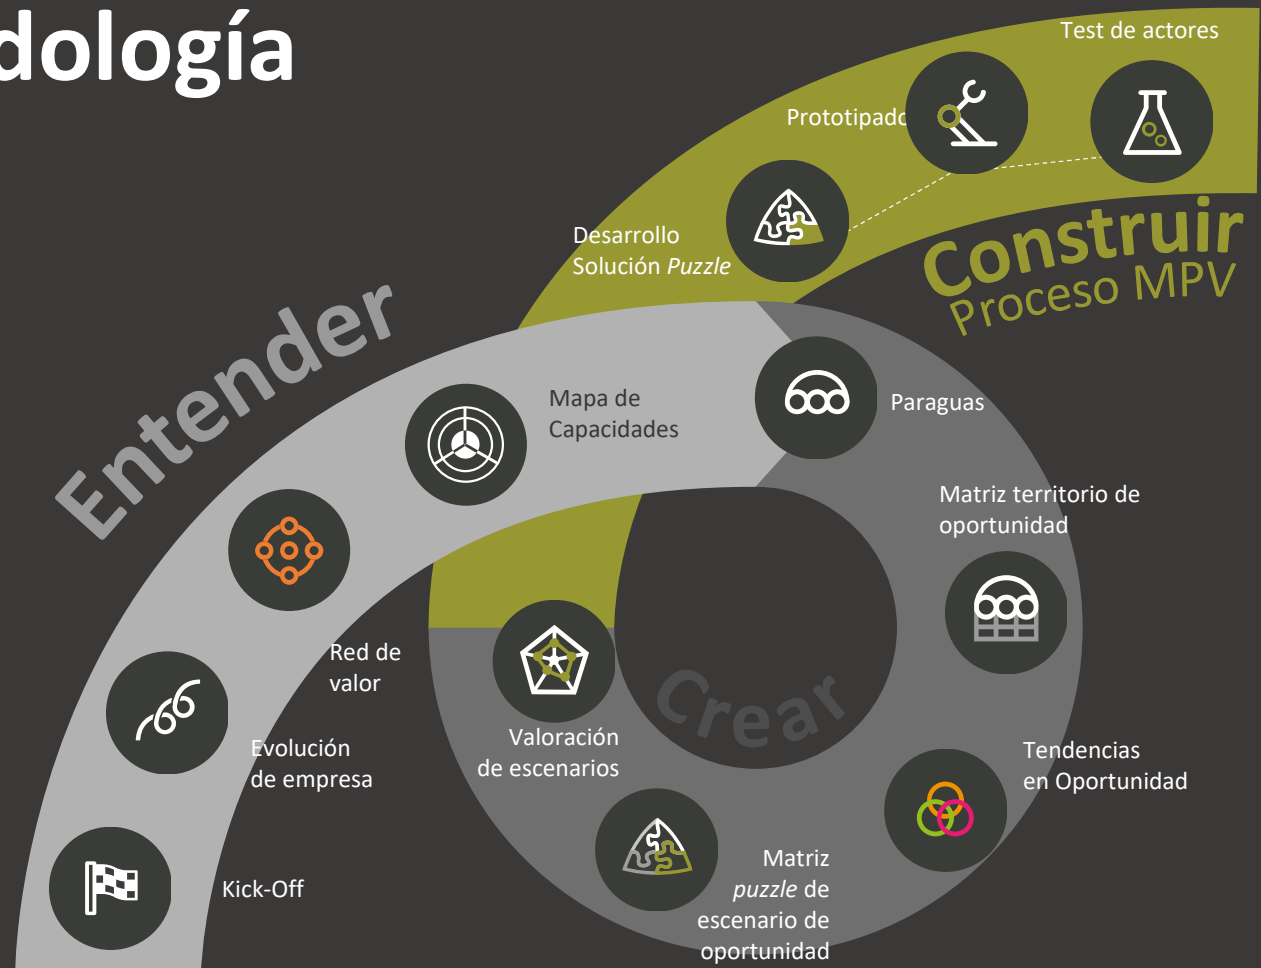 dología
Test de actores
Prototipado
Desarrollo
Solución Puzzle
Construir
Proceso MPV
Entender
Mapa de
Capacidades
Paraguas
Matriz territorio de
oportunidad
Red de
valor
Crear
Valoración
de escenarios
Evolución
de empresa
Tendencias
en Oportunidad
Matriz
puzzle de
escenario de
oportunidad
Kick-Off